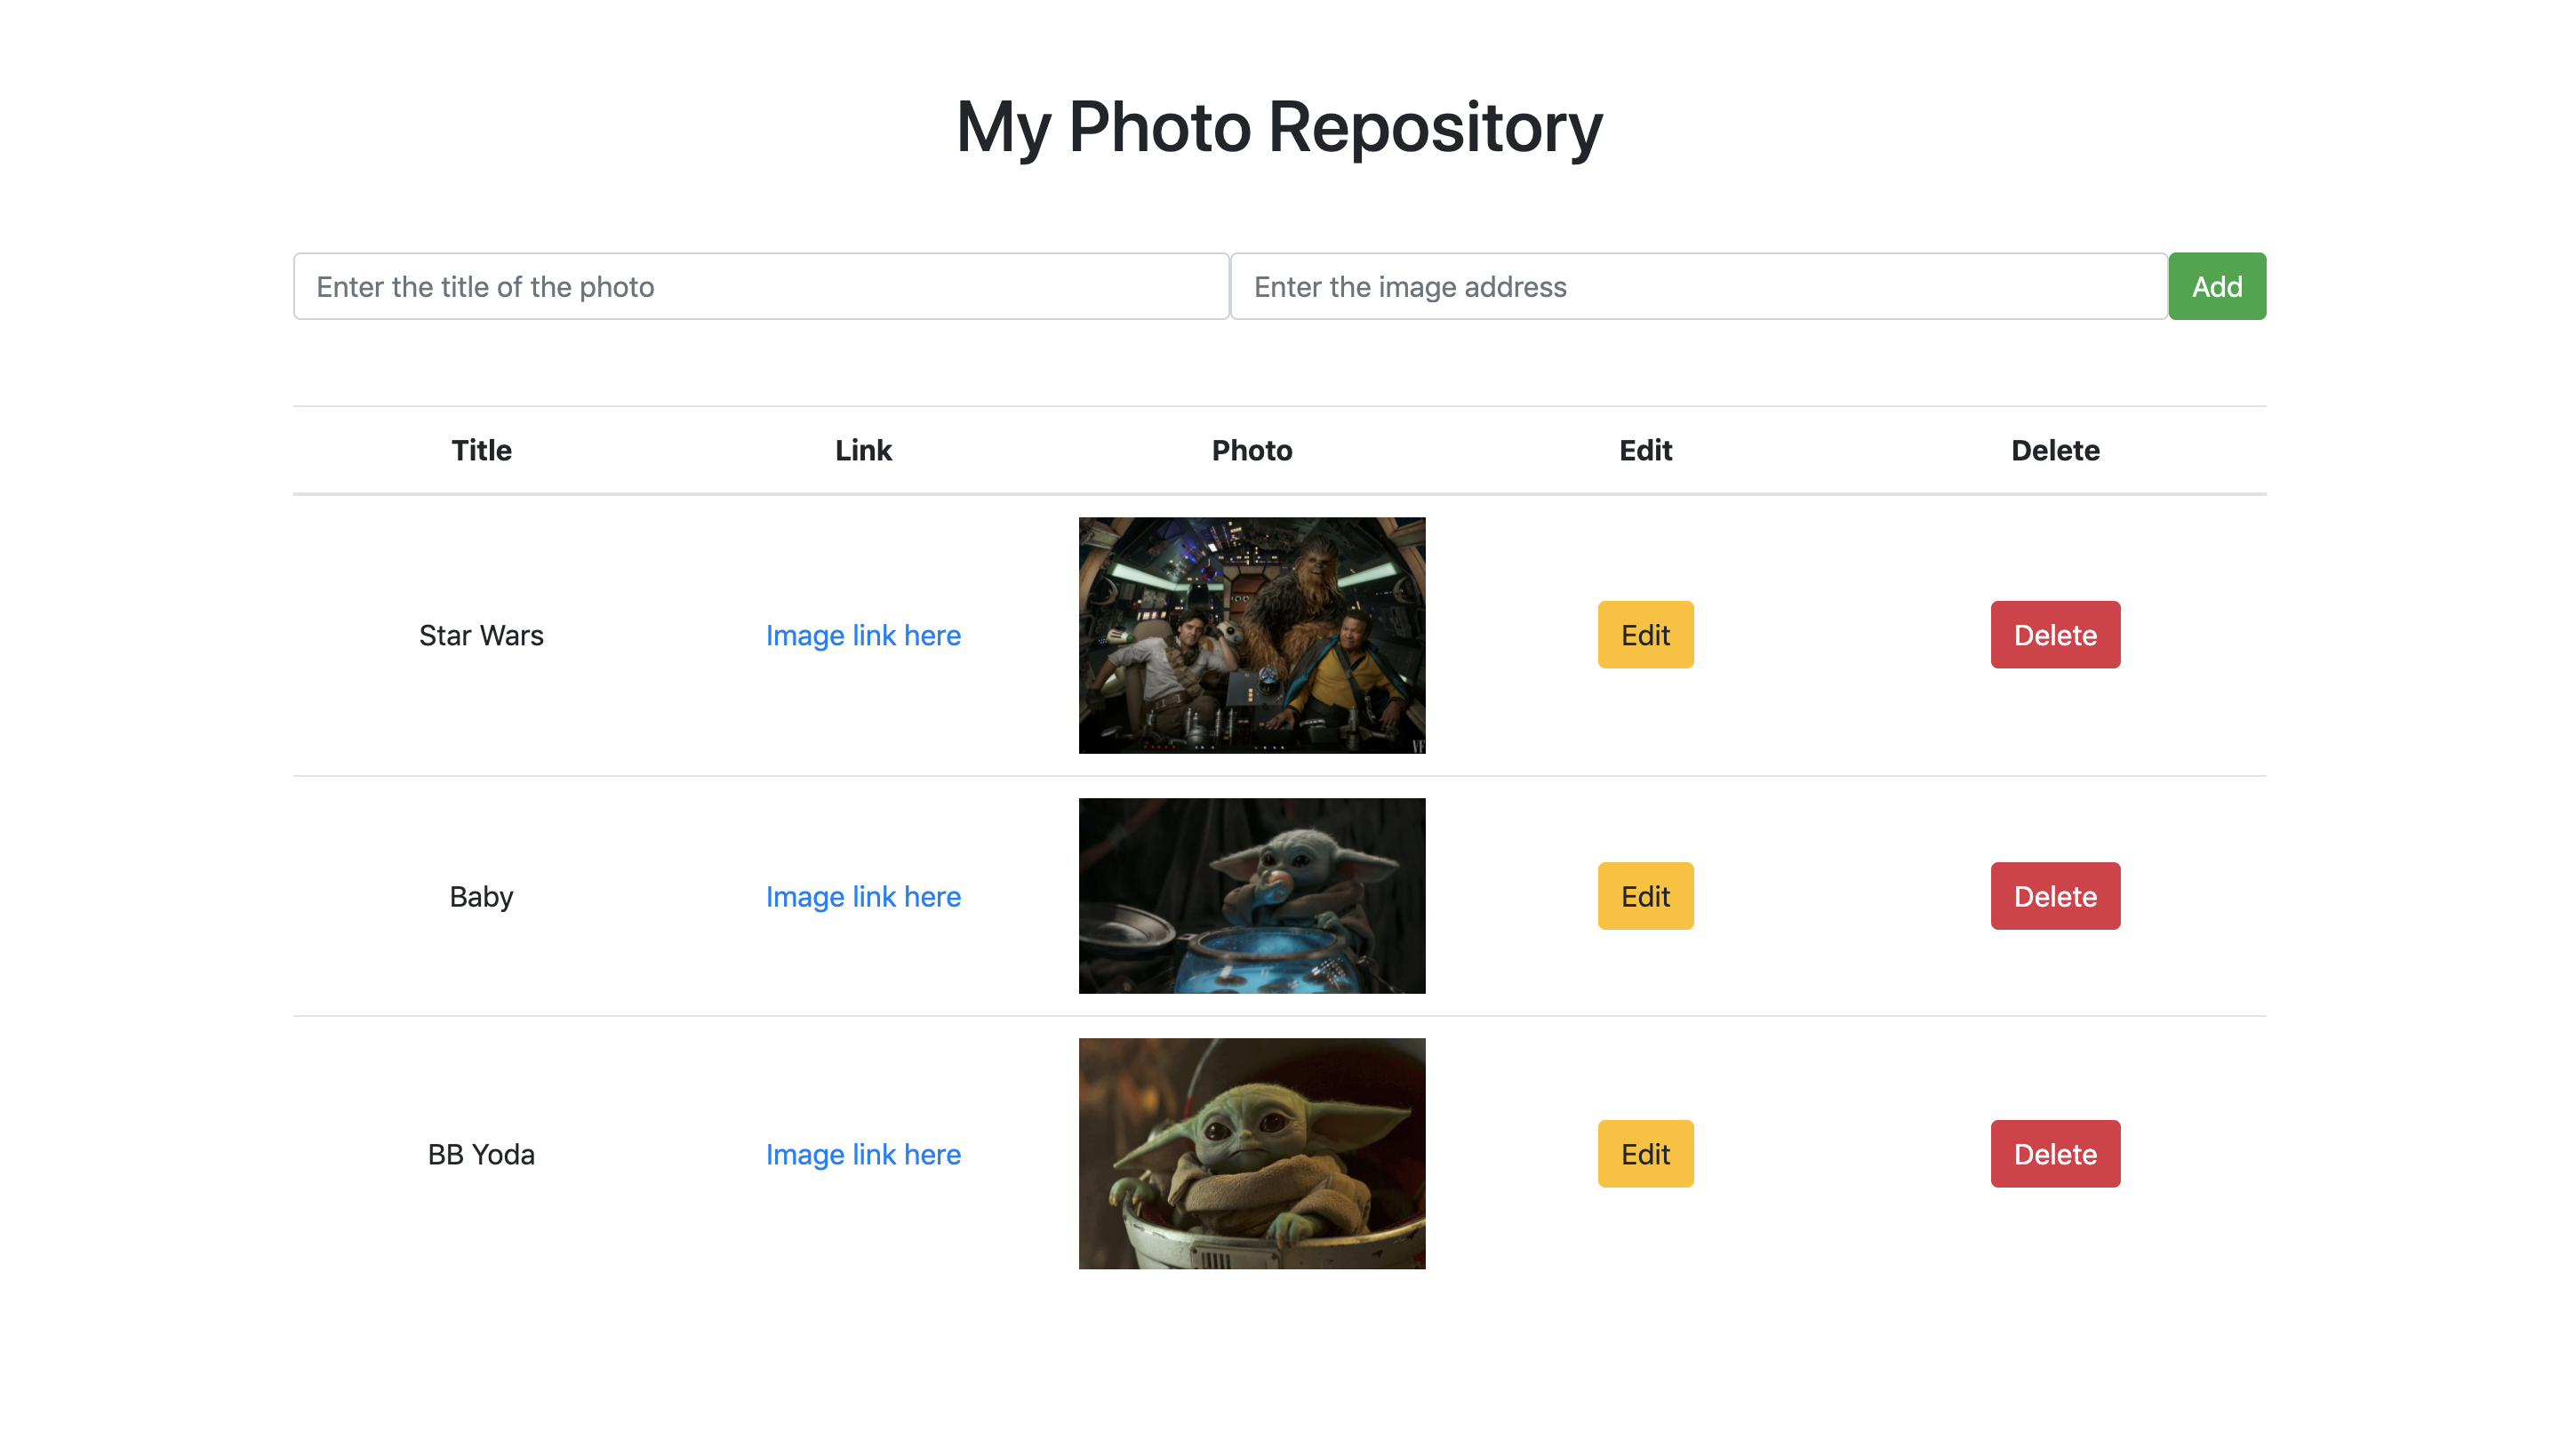 My Photo Repository
Enter the title of the photo Enter the image address Add
Title Link Photo Edit Delete
Star Wars Image link here Edit Delete
VF
Baby Image link here Edit Delete
BB Yoda Image link here Edit Delete